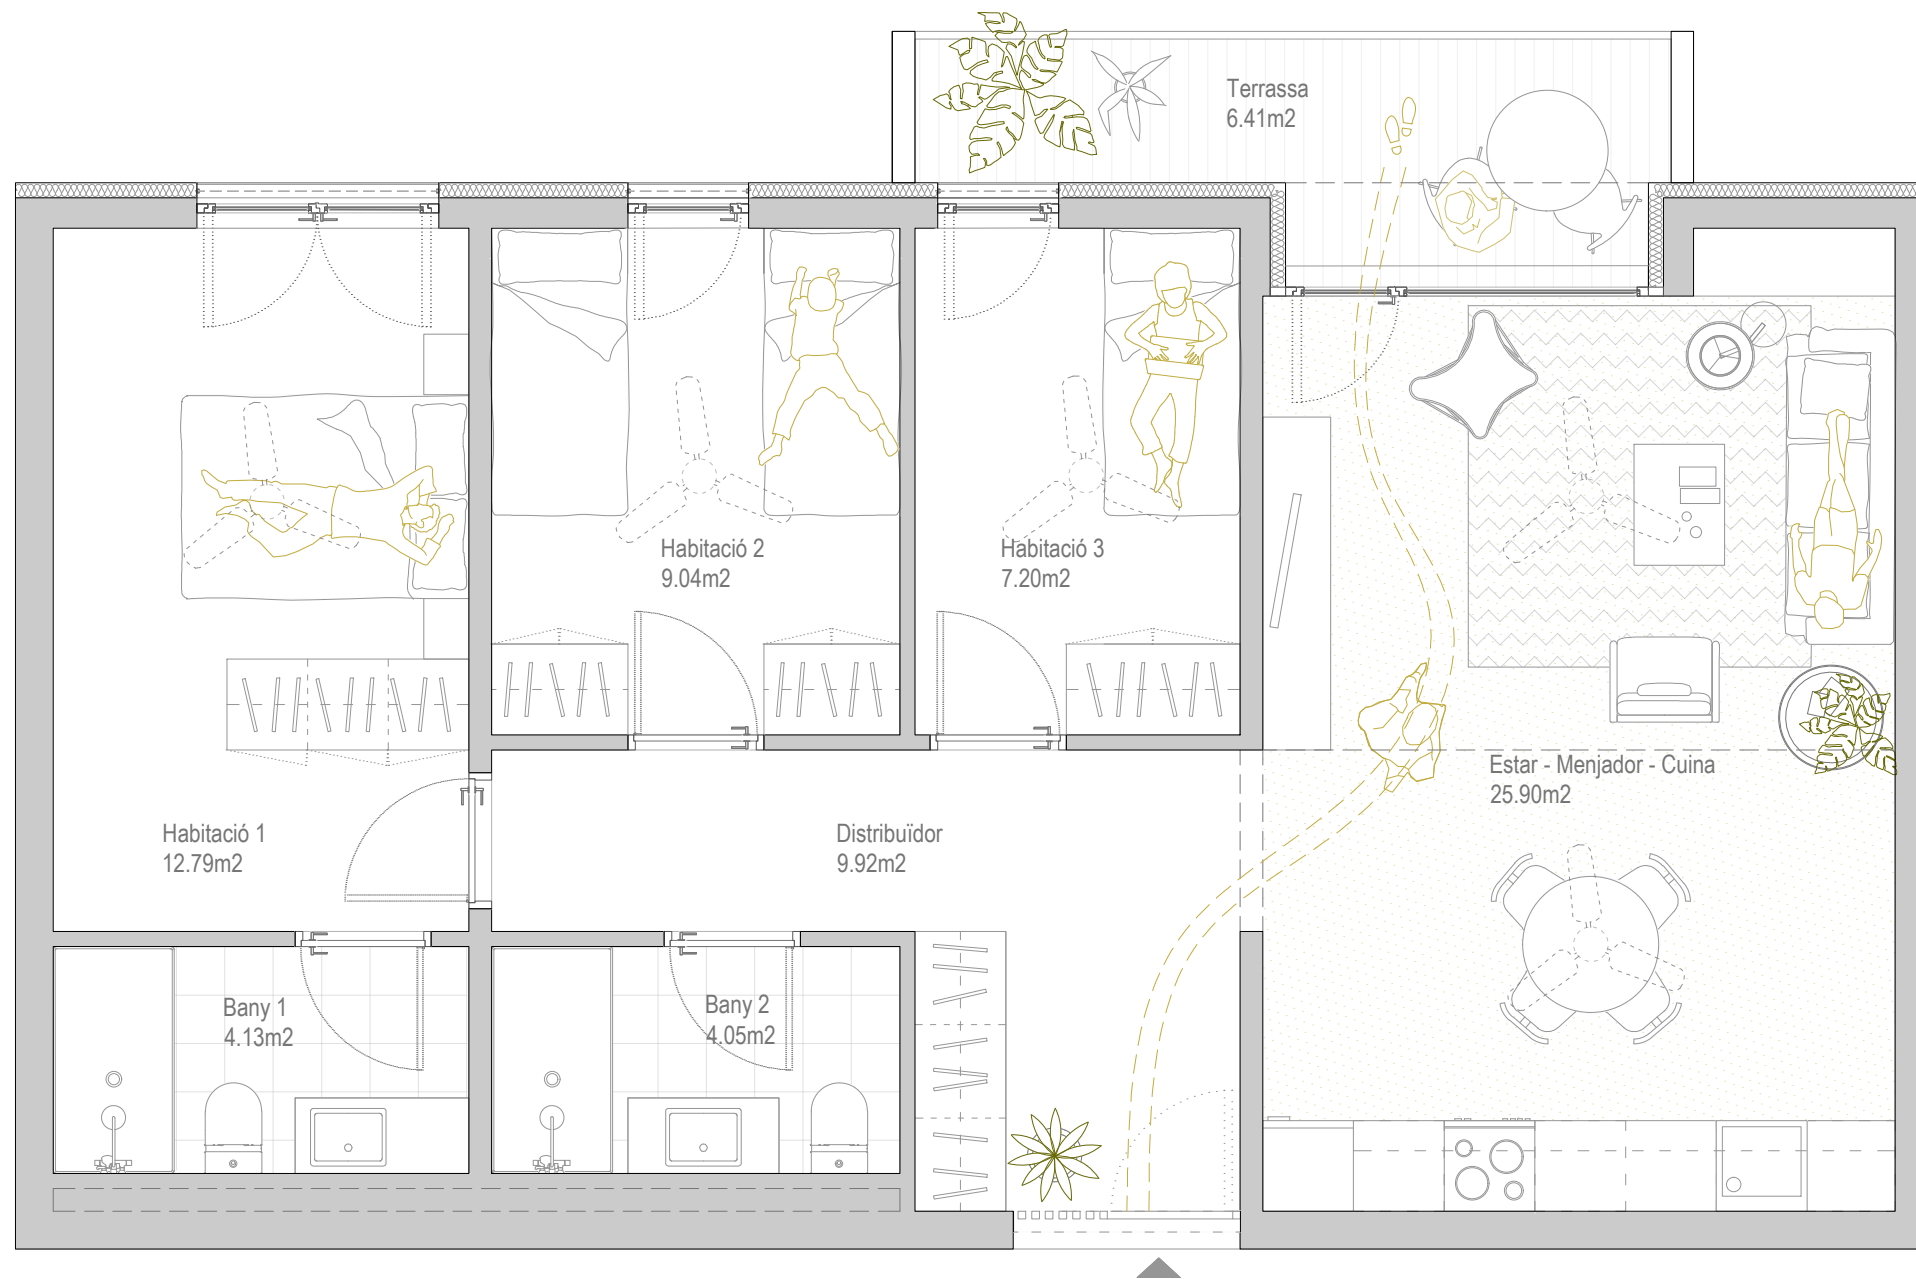 Terrassa
6.41m2
Habitació 2
9.04m2
Habitació 3
7.20m2
Estar - Menjador - Cuina
25.90m2
Habitació 1
12.79m2
Distribuïdor
9.92m2
Bany 1
4.13m2
Bany 2
4.05m2